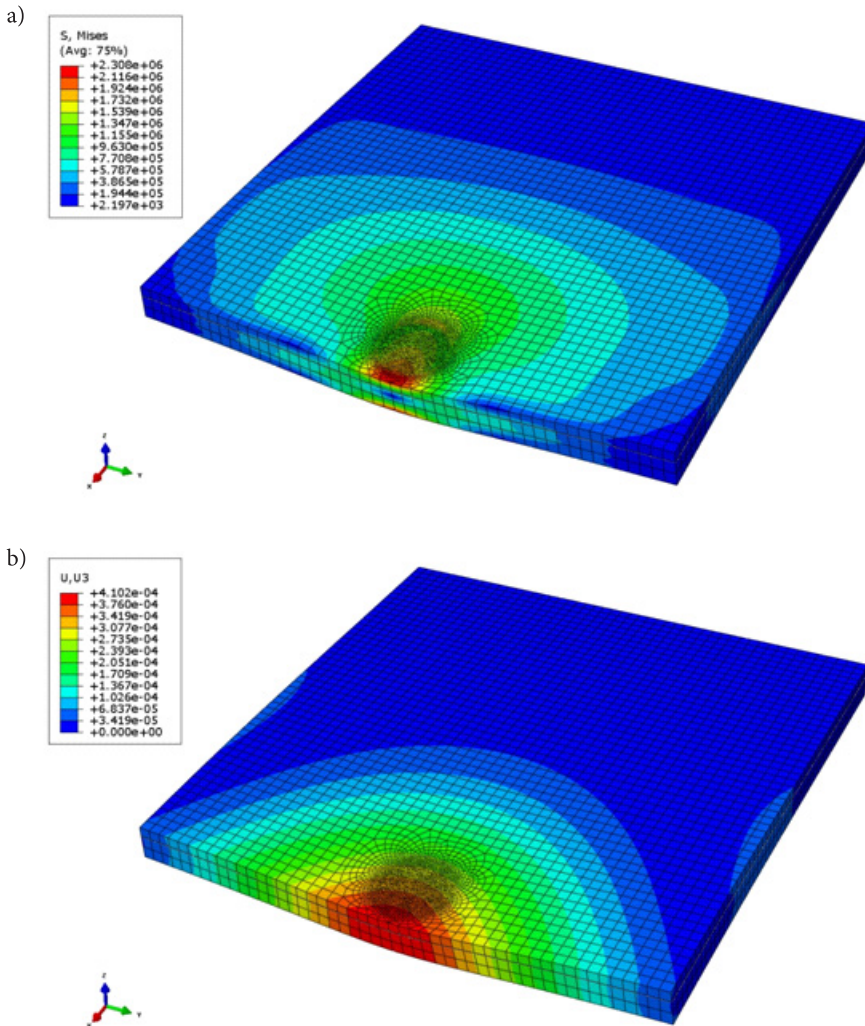 a)
S, Mises
(Avg: 75%)
+2.308e+06
+2.116e+06
+1.924e+06
+1.732e+06
+1.539e+06
+1.347e+06
+1.155e+06
+9.630e+05
+7.708e+05
+5.787e+05
+3.865e+05
+1.944e+05
+2.197e+03
Z
X
Y
b)
U,U3
+4.102e-04
+3.760e-04
+3.419e-04
+3.077e-04
+2.735e-04
+2.393e-04
+2.051e-04
+1.709e-04
+1.367e-04
+1.026e-04
+6.837e-05
+3.419e-05
+0.000e+00
Z
X
Y